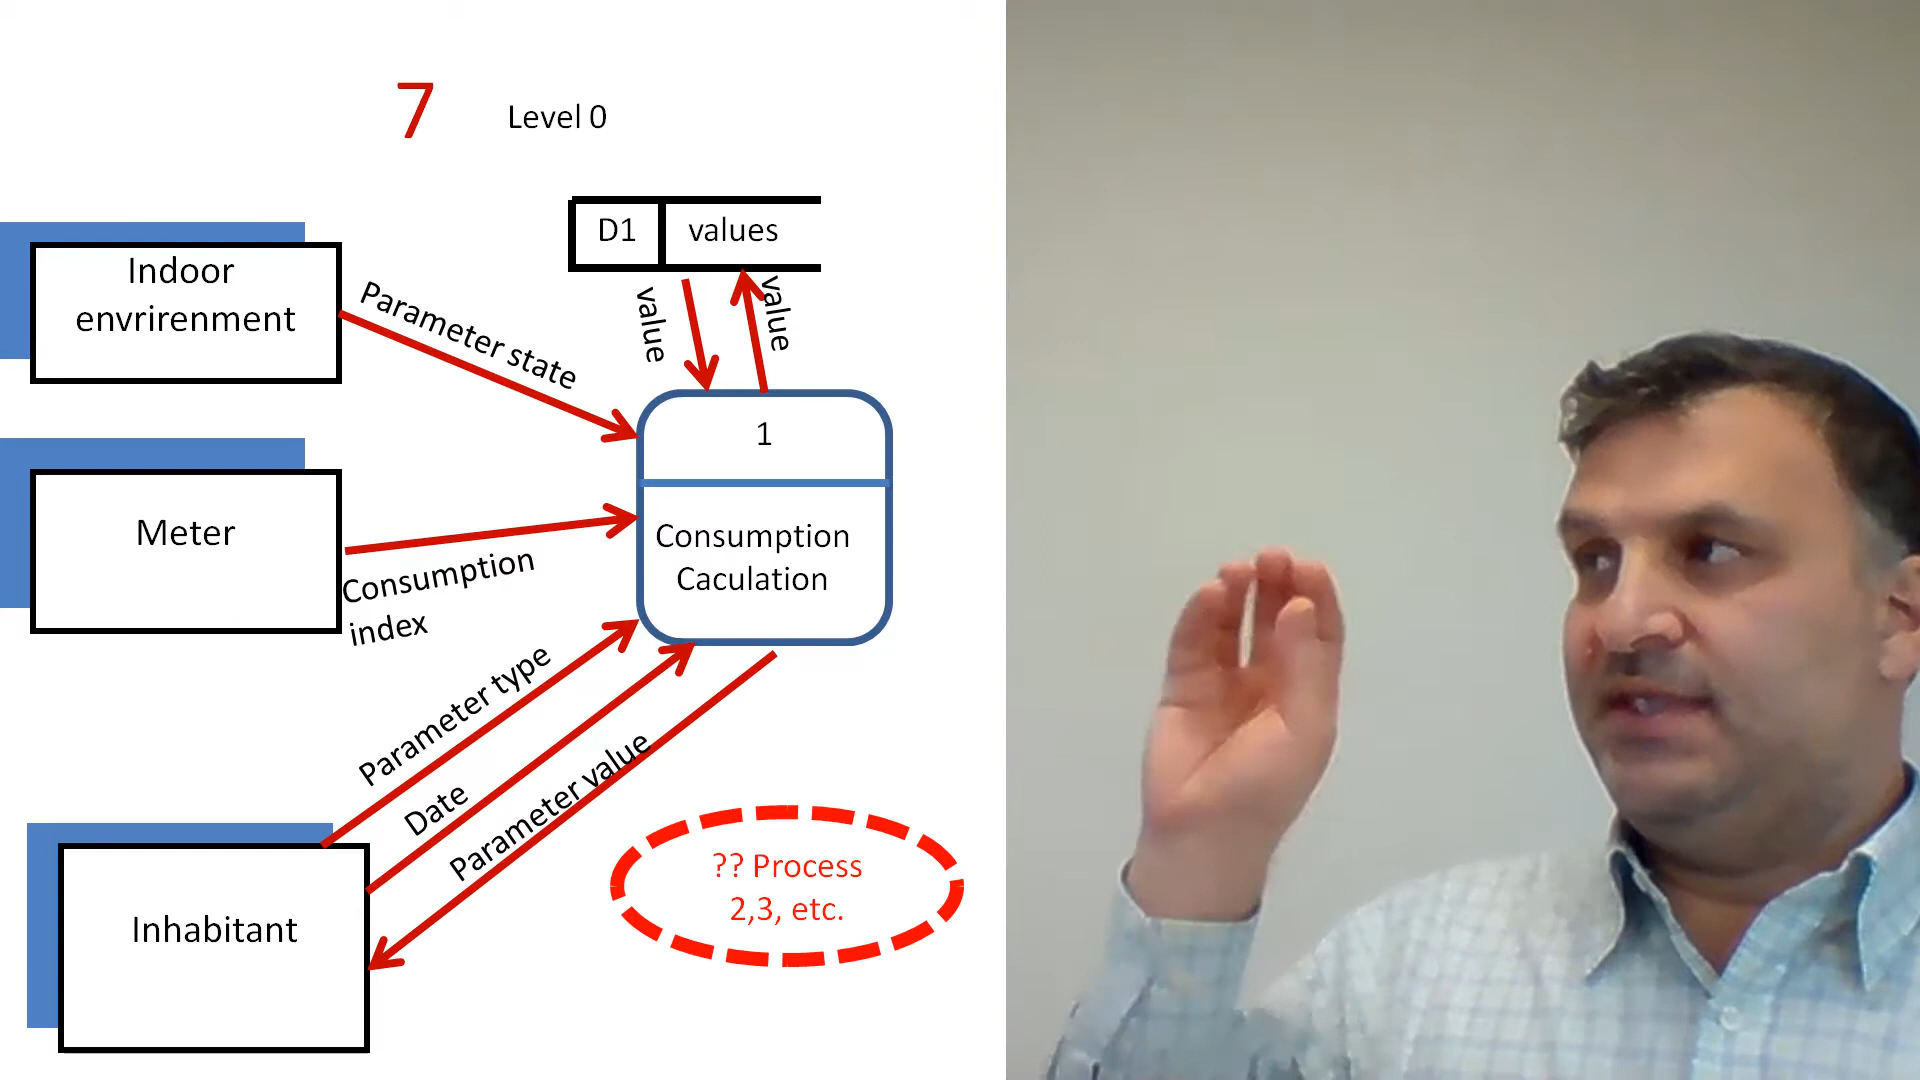 7
Level 0
D1
values
Indoor
envrirenment
Parameter state
value
value
1
Meter
Consumption
Caculation
Consumption
index
Parameter type
Date
Parameter value
?? Process
2,3, etc.
Inhabitant